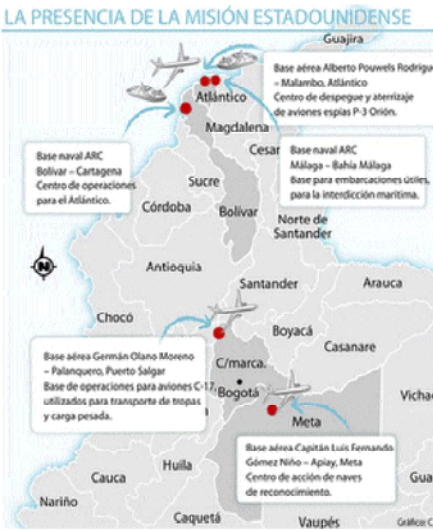 LA PRESENCIA DE LA MISIÓN ESTADOUNIDENSE
Guajira
Base aérea Alberto Pouwels Rodrigue
– Malambo, Atlántico
Centro de despegue y aterrizaje
de aviones espías P-3 Orión.
Atlántico
Magdalena
Cesar
Base naval ARC
Bolívar – Cartagena
Centro de operaciones
para el Atlántico.
Base naval ARC
Málaga – Bahía Málaga
Base para embarcaciones útiles,
para la interdicción marítima.
Sucre
Córdoba
Bolívar
Norte de
Santander
N
Antioquia
Santander
Arauca
Chocó
Boyacá
Casanare
Base aérea Germán Olano Moreno
– Palanquero, Puerto Salgar
Base de operaciones para aviones C-17,
utilizados para transporte de tropas
y carga pesada.
C/marca.
Bogotá
Vicha
a
Meta
Base aérea Capitán Luis Fernando
Gómez Niño – Apiay, Meta
Centro de acción de naves
de reconocimiento.
Huila
Cauca
Gua
Nariño
Caquetá
Vaupés
Gráfico: C